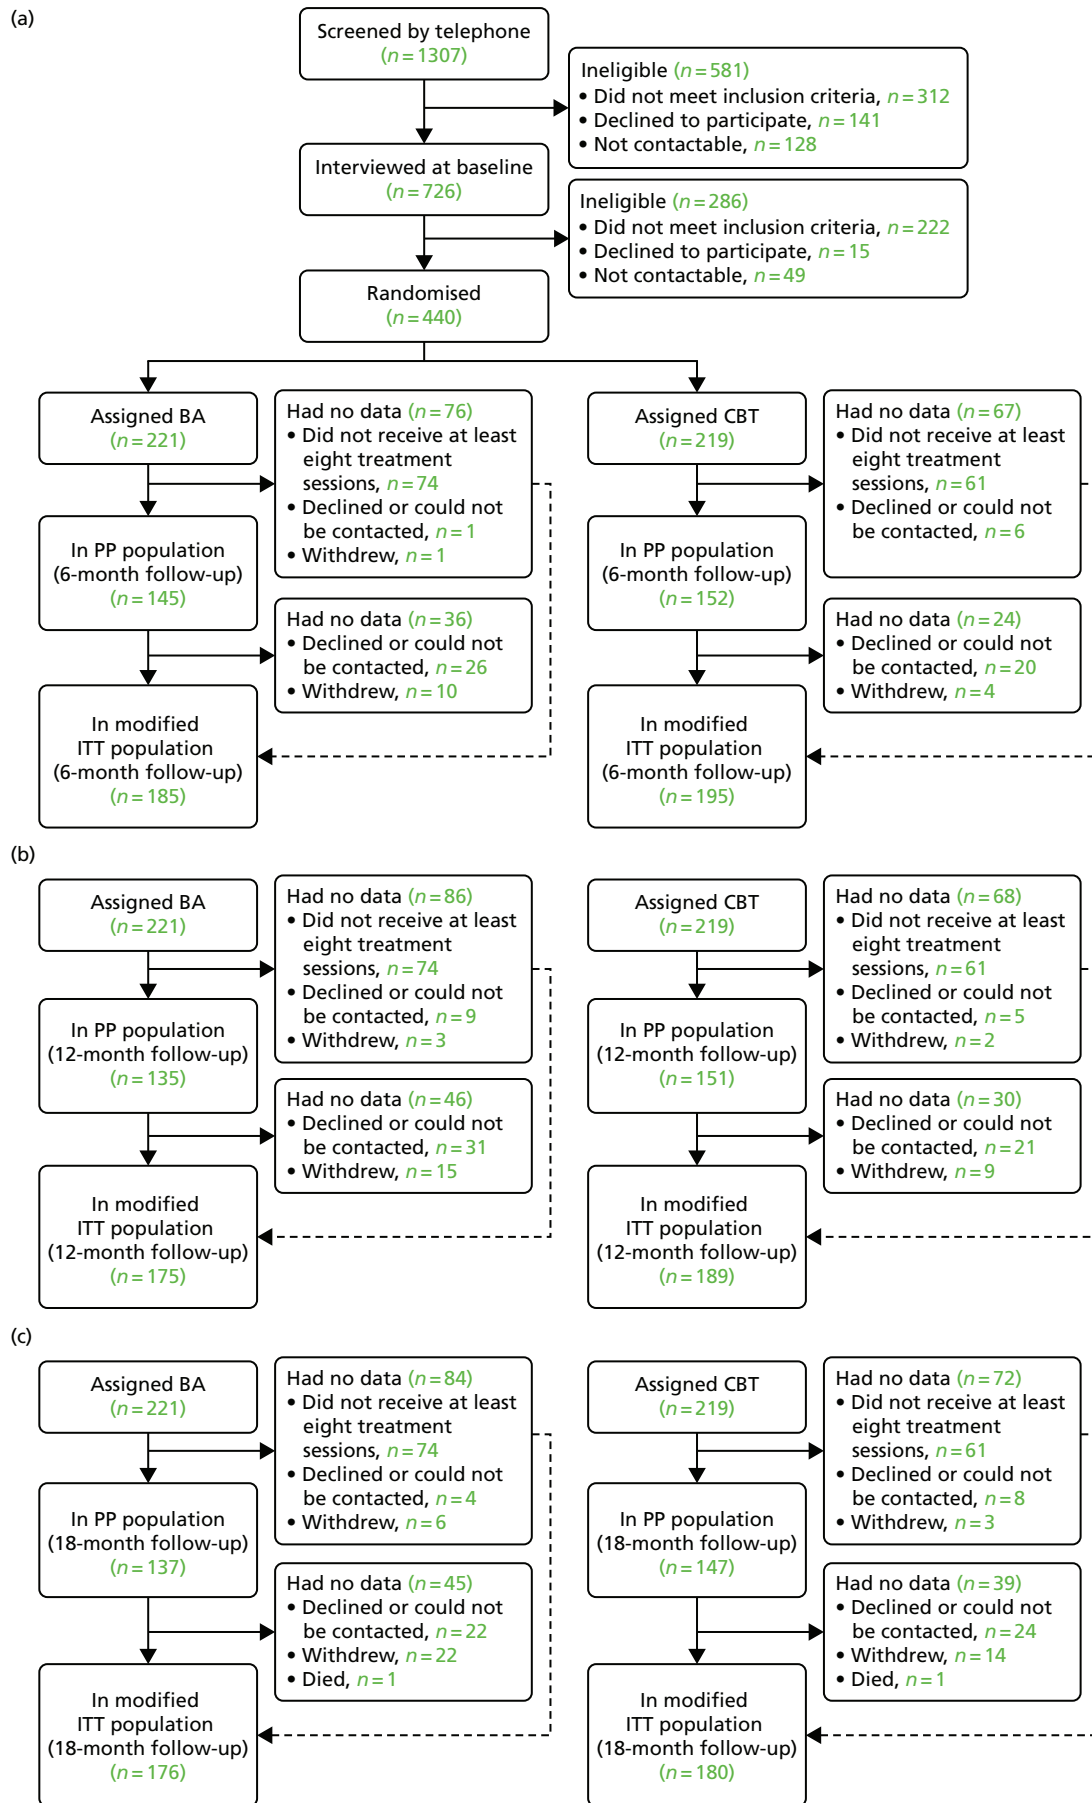 (a)
Screened by telephone
(n=1307)
Ineligible (n=581)
• Did not meet inclusion criteria, n=312
• Declined to participate, n=141
• Not contactable, n=128
Interviewed at baseline
(n=726)
Ineligible (n=286)
• Did not meet inclusion criteria, n=222
• Declined to participate, n=15
• Not contactable, n=49
Randomised
(n=440)
Assigned BA
(n=221)
Had no data (n=76)
• Did not receive at least
eight treatment
sessions, n=74
• Declined or could not
be contacted, n=1
• Withdrew, n=1
In PP population
(6-month follow-up)
(n=145)
Had no data (n=36)
• Declined or could not
be contacted, n=26
• Withdrew, n=10
In modified
ITT population
(6-month follow-up)
(n=185)
Assigned CBT
(n=219)
Had no data (n=67)
• Did not receive at least
eight treatment
sessions, n=61
• Declined or could not
be contacted, n=6
In PP population
(6-month follow-up)
(n=152)
Had no data (n=24)
• Declined or could not
be contacted, n=20
• Withdrew, n=4
In modified
ITT population
(6-month follow-up)
(n=195)
(b)
Assigned BA
(n=221)
Had no data (n=86)
• Did not receive at least
eight treatment
sessions, n=74
• Declined or could not
be contacted, n=9
• Withdrew, n=3
In PP population
(12-month follow-up)
(n=135)
Had no data (n=46)
• Declined or could not
be contacted, n=31
• Withdrew, n=15
In modified
ITT population
(12-month follow-up)
(n=175)
Assigned CBT
(n=219)
Had no data (n=68)
• Did not receive at least
eight treatment
sessions, n=61
• Declined or could not
be contacted, n=5
• Withdrew, n=2
In PP population
(12-month follow-up)
(n=151)
Had no data (n=30)
• Declined or could not
be contacted, n=21
• Withdrew, n=9
In modified
ITT population
(12-month follow-up)
(n=189)
(c)
Assigned BA
(n=221)
Had no data (n=84)
• Did not receive at least
eight treatment
sessions, n=74
• Declined or could not
be contacted, n=4
• Withdrew, n=6
In PP population
(18-month follow-up)
(n=137)
Had no data (n=45)
• Declined or could not
be contacted, n=22
• Withdrew, n=22
• Died, n=1
In modified
ITT population
(18-month follow-up)
(n=176)
Assigned CBT
(n=219)
Had no data (n=72)
• Did not receive at least
eight treatment
sessions, n=61
• Declined or could not
be contacted, n=8
• Withdrew, n=3
In PP population
(18-month follow-up)
(n=147)
Had no data (n=39)
• Declined or could not
be contacted, n=24
• Withdrew, n=14
• Died, n=1
In modified
ITT population
(18-month follow-up)
(n=180)